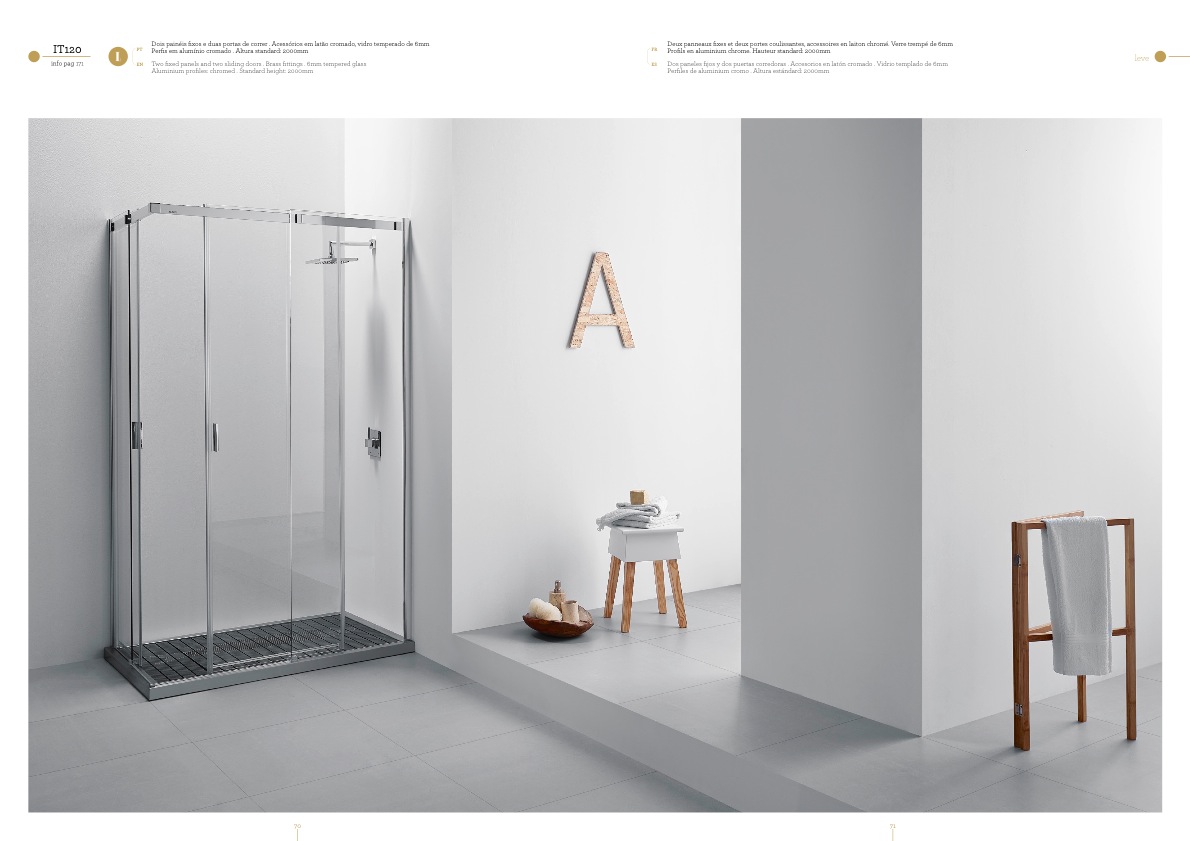 IT120
info pag 171
I
PT
Dois painéis fixos e duas portas de correr . Acessórios em latão cromado, vidro temperado de 6mm
Perfis em alumínio cromado . Altura standard: 2000mm
EN
Two fixed panels and two sliding doors . Brass fittings . 6mm tempered glass
Aluminium profiles: chromed . Standard height: 2000mm
FR
Deux panneaux fixes et deux portes coulissantes, accessoires en laiton chromé. Verre trempé de 6mm
Profilé en aluminium chrome. Hauteur standard: 2000mm
ES
Dos paneles fijos y dos puertas corredoras . Accesorios en latón cromado . Vidrio templado de 6mm
Perfiles de aluminium cromo . Altura estandard: 2000mm
leve
A
70
71